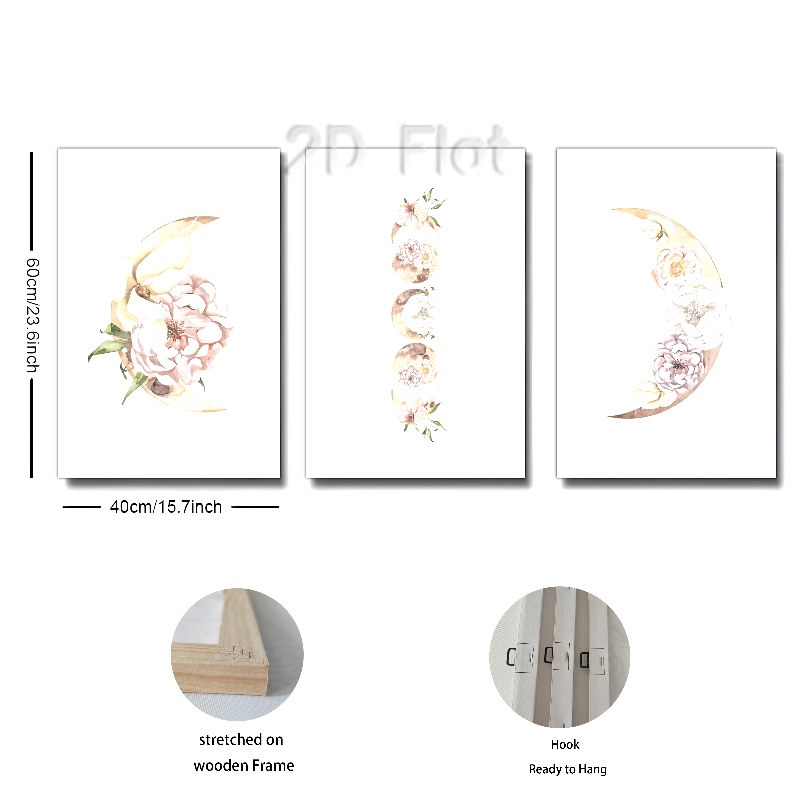 2D Flat
60cm/23.6inch
40cm/15.7inch
stretched on
wooden Frame
Hook
Ready to Hang